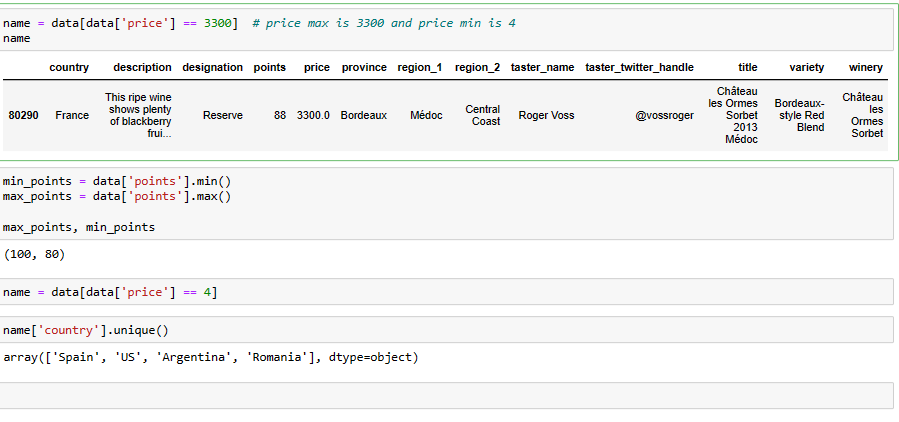 name = data[data['price'] == 3300]  # price max is 3300 and price min is 4
name
country description designation points price province region_1 region_2 taster_name taster_twitter_handle title variety winery
80290 France This ripe wine shows plenty of blackberry frui... Reserve 88 3300.0 Bordeaux Médoc Central Coast Roger Voss @vossroger Château les Ormes Sorbet 2013 Médoc Bordeaux-style Red Blend Château les Ormes Sorbet
min_points = data['points'].min()
max_points = data['points'].max()
max_points, min_points
(100, 80)
name = data[data['price'] == 4]
name['country'].unique()
array(['Spain', 'US', 'Argentina', 'Romania'], dtype=object)